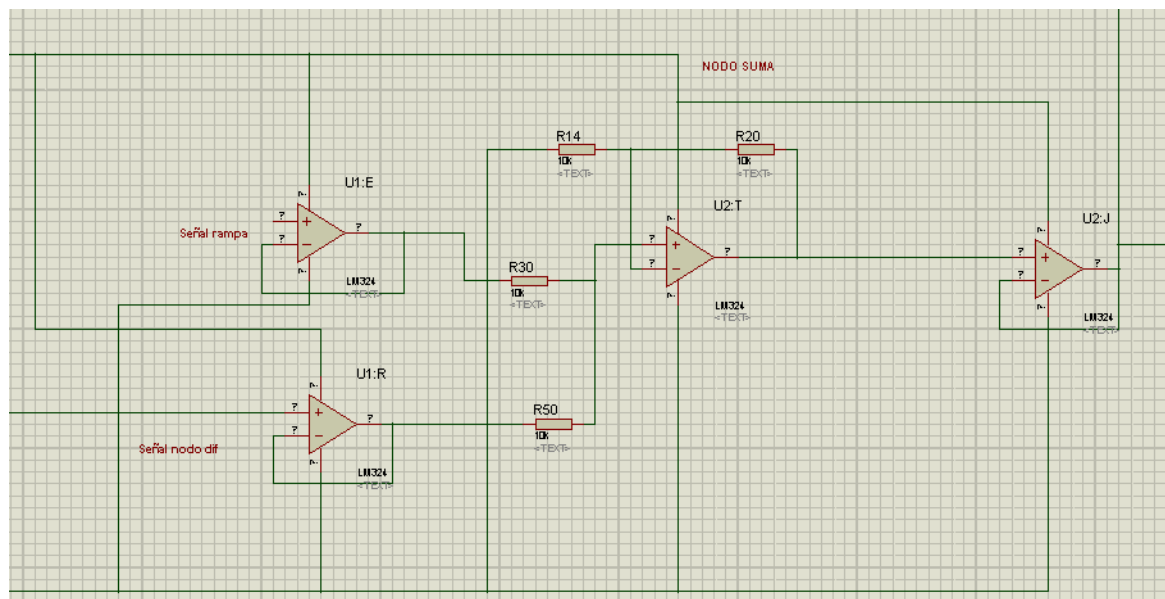 NODO SUMA
R14
10k
<TEXT>
R20
10k
<TEXT>
U1:E
?
?
?
?
?
Señal rampa
LM324
<TEXT>
R30
10k
<TEXT>
U2:T
?
?
?
?
?
LM324
<TEXT>
U2:J
?
?
?
?
?
LM324
<TEXT>
U1:R
?
?
?
?
?
Señal nodo dif
LM324
<TEXT>
R50
10k
<TEXT>